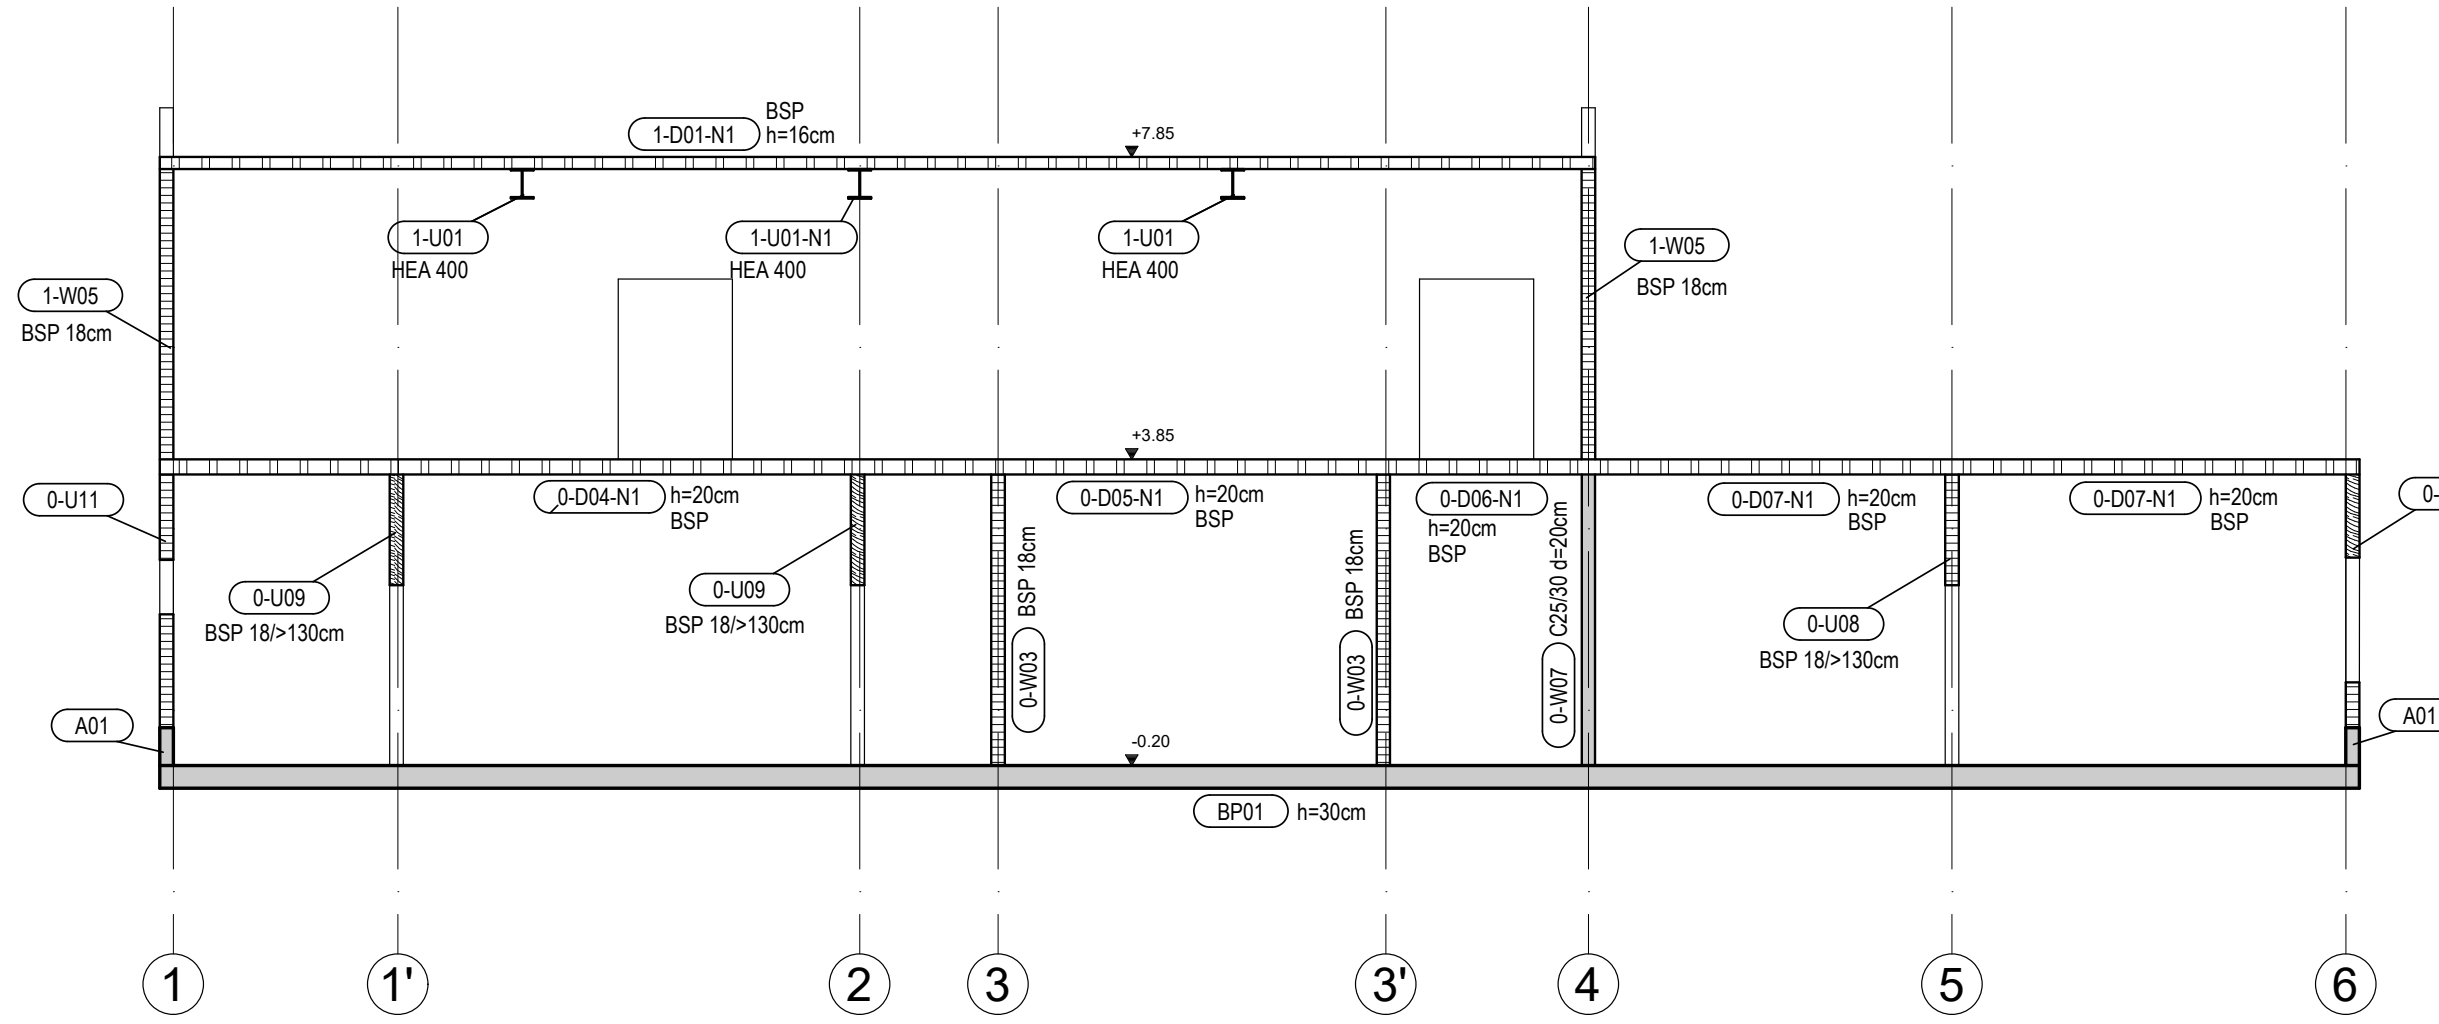 BSP
1-D01-N1 h=16cm
+7.85
1-U01
HEA 400
1-U01-N1
HEA 400
1-U01
HEA 400
1-W05
BSP 18cm
1-W05
BSP 18cm
+3.85
0-U11
0-D04-N1 h=20cm
BSP
0-D05-N1 h=20cm
BSP
0-D06-N1
h=20cm
BSP
0-D07-N1 h=20cm
BSP
0-D07-N1 h=20cm
BSP
0-
0-U09
BSP 18/>130cm
0-U09
BSP 18/>130cm
0-W03 BSP 18cm
0-W03 BSP 18cm
0-W07 C25/30 d=20cm
0-U08
BSP 18/>130cm
A01
-0.20
A01
BP01 h=30cm
1 1' 2 3 3' 4 5 6